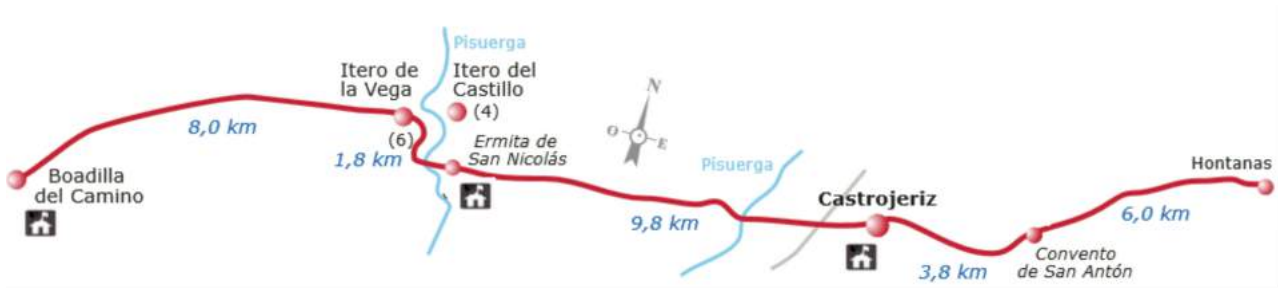 Pisuerga
Itero de
la Vega
Itero del
Castillo
(4)
8,0 km
(6)
1,8 km
Ermita de
San Nicolás
N
O
E
Boadilla
del Camino
Pisuerga
9,8 km
Castrojeriz
Hontanas
6,0 km
3,8 km
Convento
de San Antón